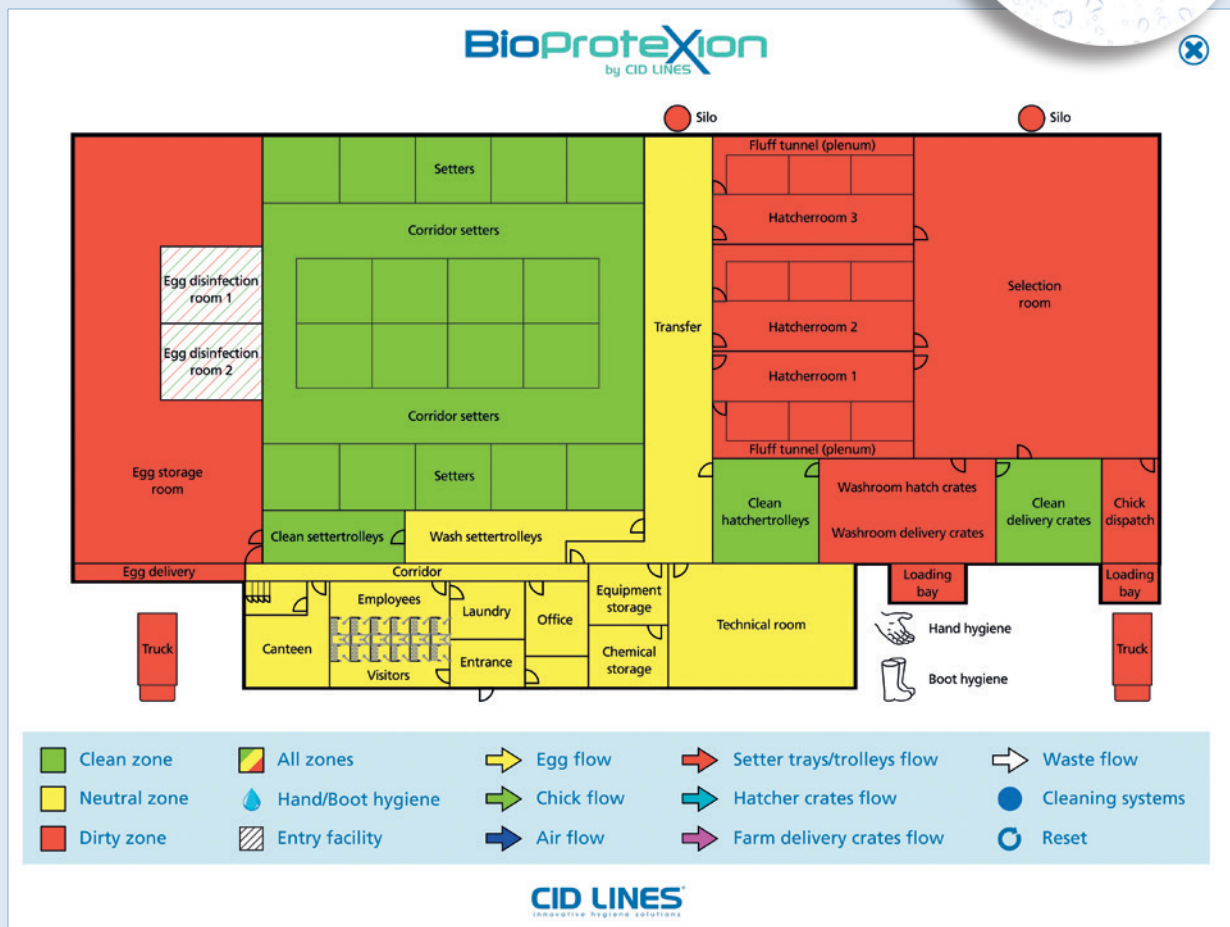 BioProteXion
by CID LINES
Silo
Silo
Setters
Corridor setters
Egg disinfection
room 1
Egg disinfection
room 2
Corridor setters
Egg storage
room
Setters
Clean settertrolleys
Wash settertrolleys
Transfer
Fluff tunnel (plenum)
Hatcherroom 3
Hatcherroom 2
Hatcherroom 1
Fluff tunnel (plenum)
Selection
room
Clean
hatchertrolleys
Washroom hatch crates
Washroom delivery crates
Clean
delivery crates
Chick
dispatch
Egg delivery
Corridor
Employees
Laundry
Office
Equipment
storage
Canteen
Visitors
Entrance
Chemical
storage
Technical room
Loading
bay
Loading
bay
Truck
Hand hygiene
Boot hygiene
Truck
Clean zone
Neutral zone
Dirty zone
All zones
Hand/Boot hygiene
Entry facility
Egg flow
Chick flow
Air flow
Setter trays/trolleys flow
Hatcher crates flow
Farm delivery crates flow
Waste flow
Cleaning systems
Reset
CID LINES
innovative hygiene solutions